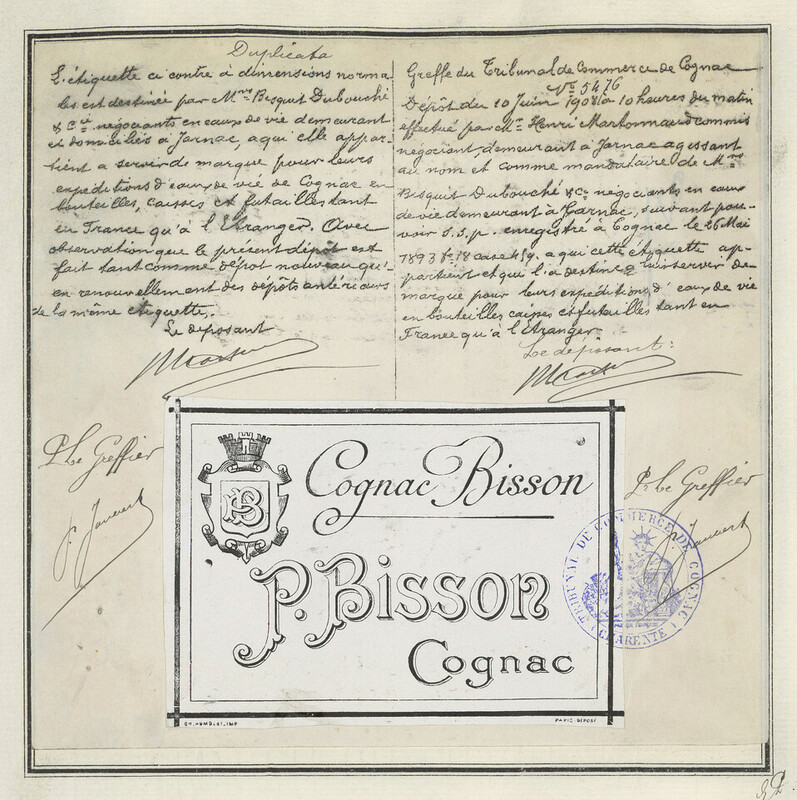 Duplicata
L'étiquette ci contre à dimensions norma-
les est destinée par Mrs Bisquit Dubouché
& Cie négociants en eaux de vie demeurant
et domiciliés à Jarnac, a qui elle appar-
tient a servir de marque pour leurs
expéditions d'eaux de vie de Cognac en
bouteilles, caisses et futailles tant
en France qu'à l'Etranger. Avec
observation que le présent dépôt est
fait tant comme dépôt nouveau qu'
en renouvellement des dépôts antérieurs
de la même étiquette.
Le déposant
Greffe du Tribunal de Commerce de Cognac
No 5476
Dépôt du 10 Juin 1908 à 10 heures du matin
effectué par Mr Henri Martonnaud commis
négociant demeurant à Jarnac agissant
au nom et comme mandataire de Mrs
Bisquit Dubouché & Cie négociants en eaux
de vie demeurant à Jarnac, suivant pou-
voir s.s.p. enregistré à Cognac le 26 Mai
1893 fo 18 case 459. a qui cette étiquette ap-
partient et qui l'a destinée a
marque pour leurs expéditions d'eaux de vie
en bouteilles caisses et futailles tant en
France qu'à l'Etranger
Le déposant:
P. Le Greffier
P. Le Greffier
Cognac Bisson
B
P. Bisson
Cognac
TRIBUNAL DE COMMERCE DE COGNAC
(CHARENTE)